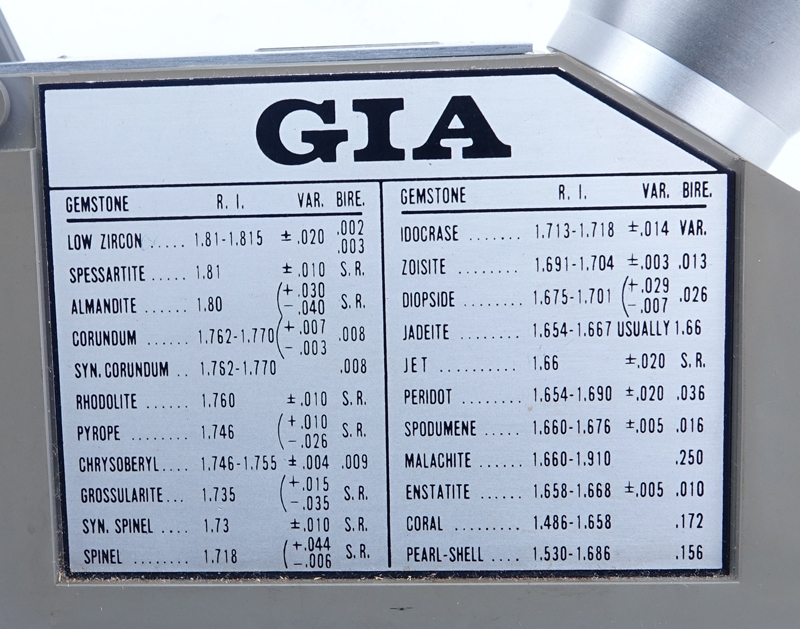 GIA
GEMSTONE R. I. VAR. BIRE.
LOW ZIRCON ..... 1.81-1.815 ± .020 .002 .003
SPESSARTITE ..... 1.81 ± .010 S.R.
ALMANDITE ...... 1.80 (+ .030 - .040 S.R.
CORUNDUM ...... 1.762-1.770 (+ .007 - .003 .008
SYN. CORUNDUM .. 1.762-1.770 .008
RHODOLITE ...... 1.760 ± .010 S.R.
PYROPE ........ 1.746 (+ .010 - .026 S.R.
CHRYSOBERYL.... 1.746-1.755 ± .004 .009
GROSSULARITE... 1.735 (+ .015 - .035 S.R.
SYN. SPINEL .... 1.73 ±.010 S.R.
SPINEL ........ 1.718 (+.044 -.006 S.R.
GEMSTONE R. I. VAR. BIRE.
IDOCRASE ....... 1.713-1.718 ±.014 VAR.
ZOISITE ........ 1.691-1.704 ±.003 .013
DIOPSIDE ....... 1.675-1.701 (+.029 -.007 .026
JADEITE ........ 1.654-1.667 USUALLY 1.66
JET .......... 1.66 ±.020 S.R.
PERIDOT ........ 1.654-1.690 ±.020 .036
SPODUMENE ..... 1.660-1.676 ±.005 .016
MALACHITE ...... 1.660-1.910 .250
ENSTATITE ...... 1.658-1.668 ±.005 .010
CORAL ......... 1.486-1.658 .172
PEARL-SHELL .... 1.530-1.686 .156